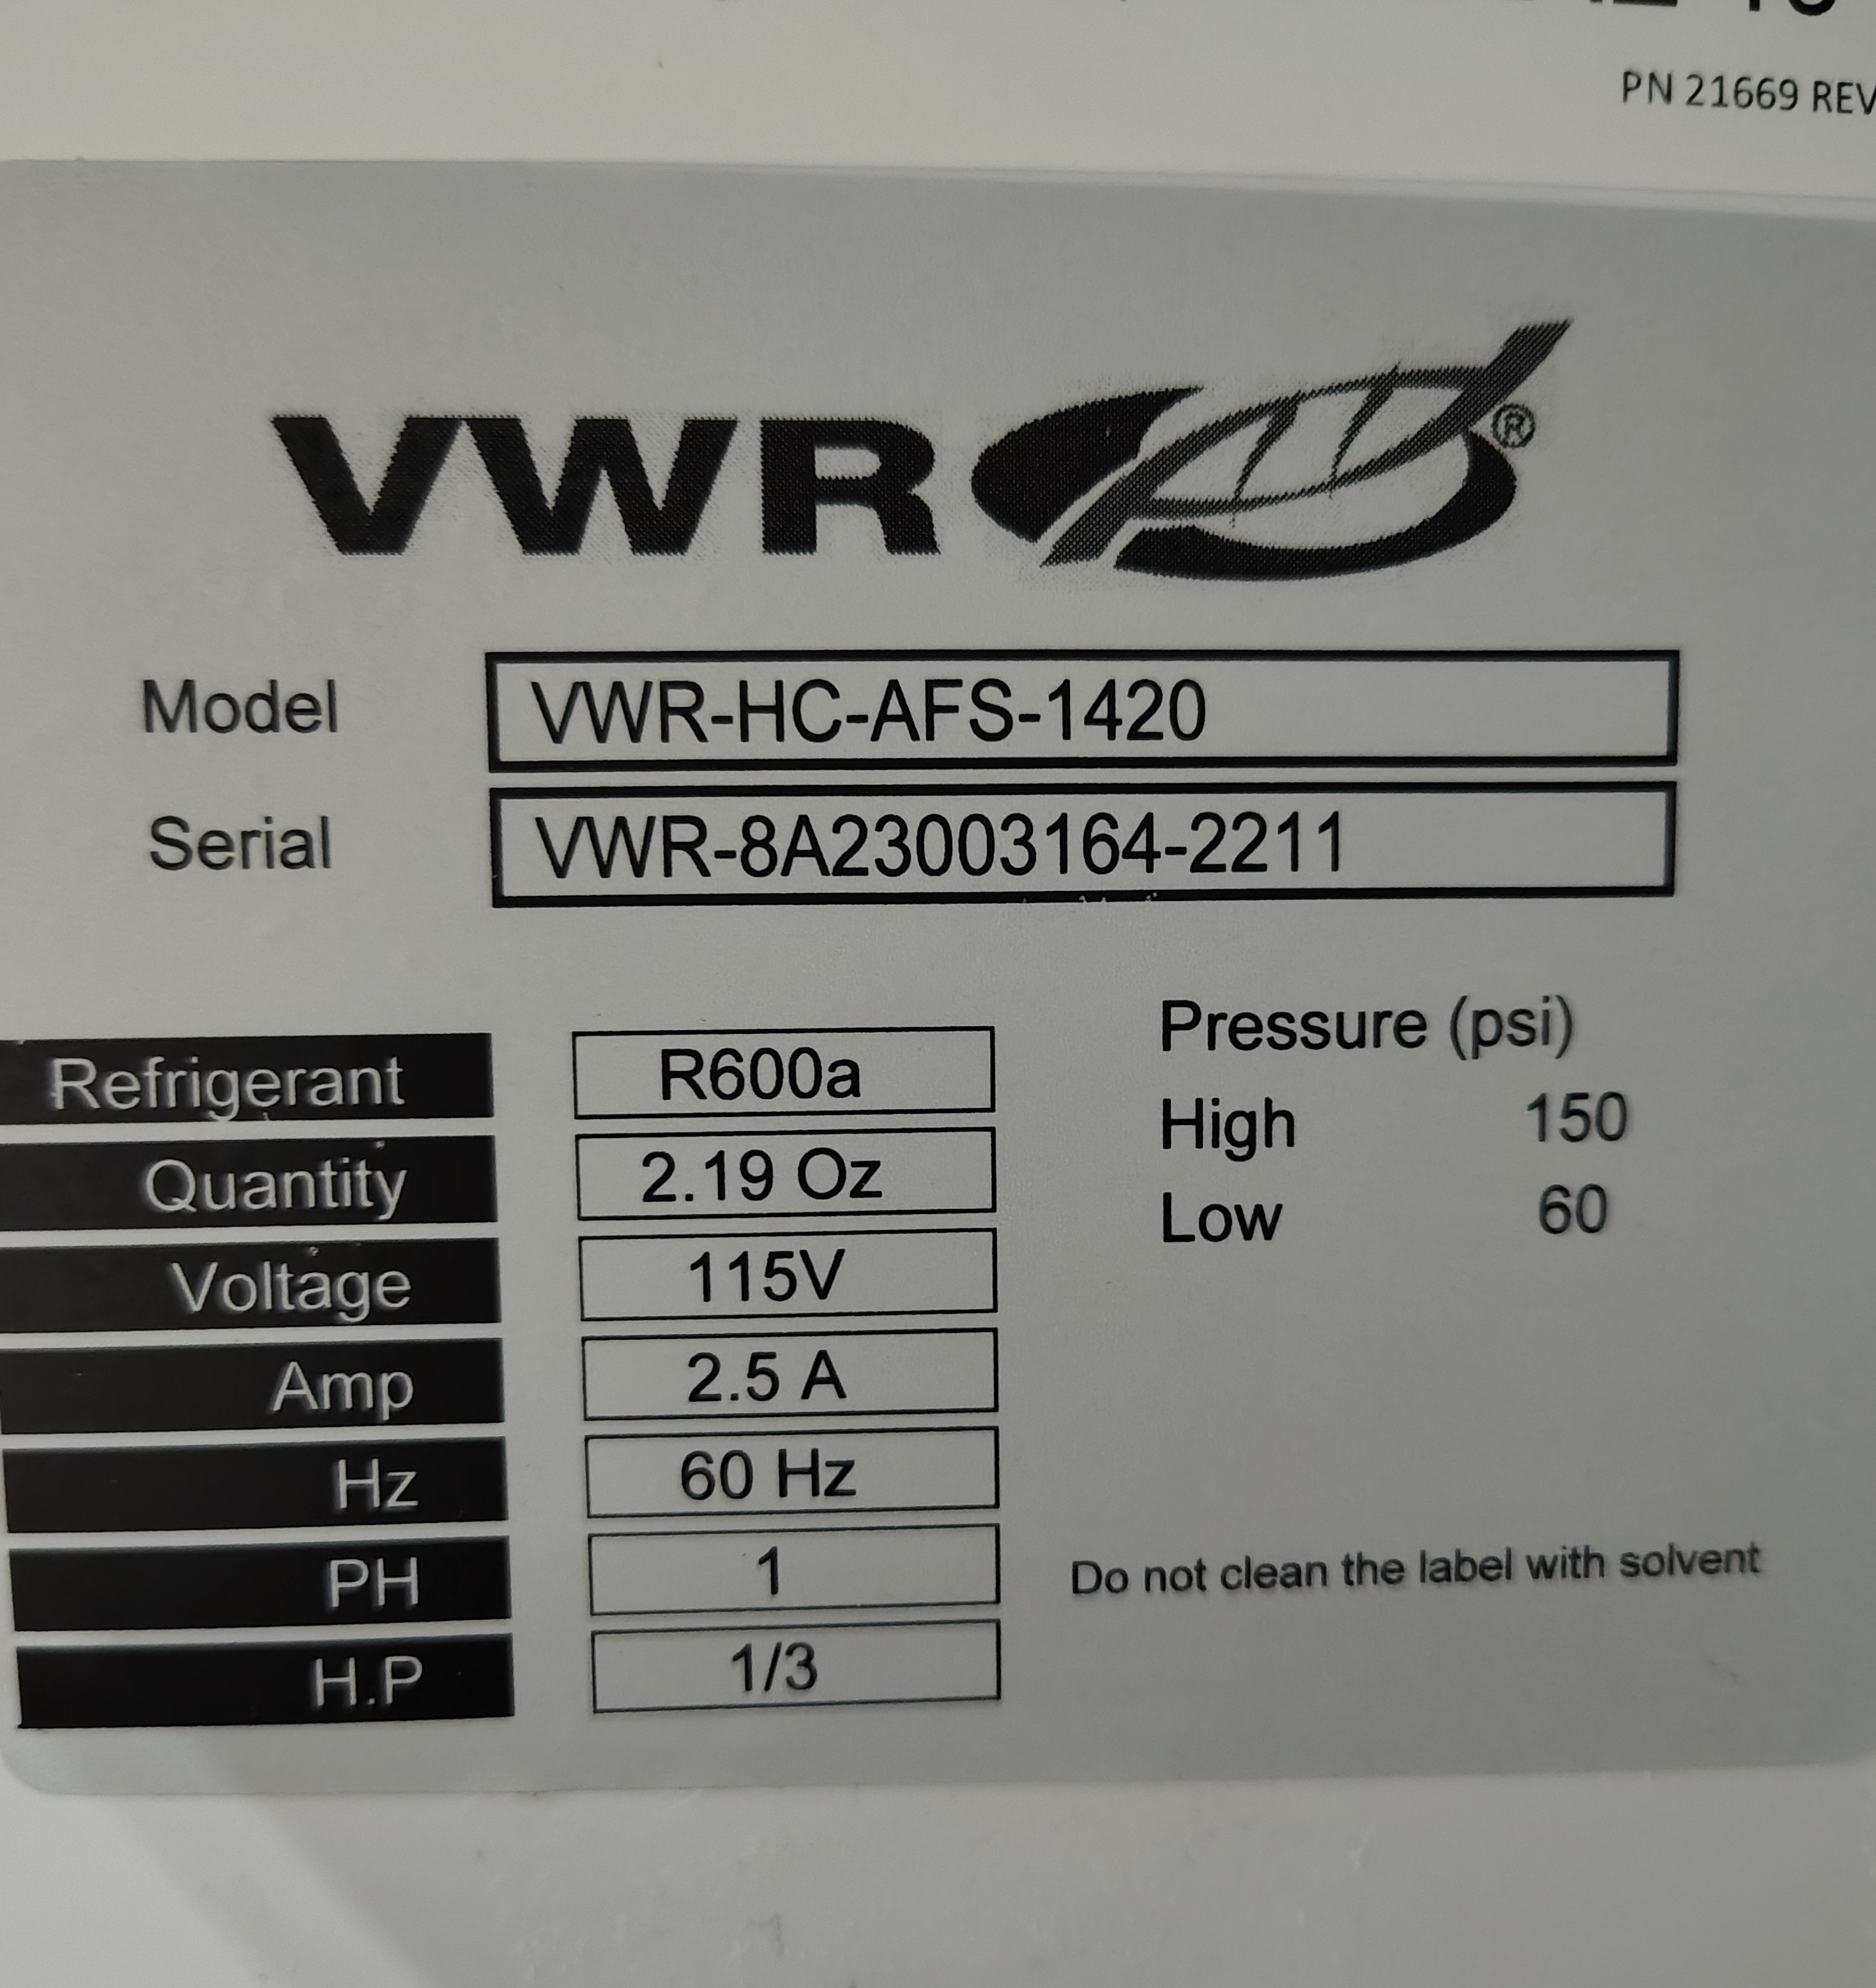 PN 21669 REV
VWR®
Model VWR-HC-AFS-1420
Serial VWR-8A23003164-2211
Refrigerant R600a
Quantity 2.19 Oz
Voltage 115V
Amp 2.5 A
Hz 60 Hz
PH 1
H.P 1/3
Pressure (psi)
High 150
Low 60
Do not clean the label with solvent